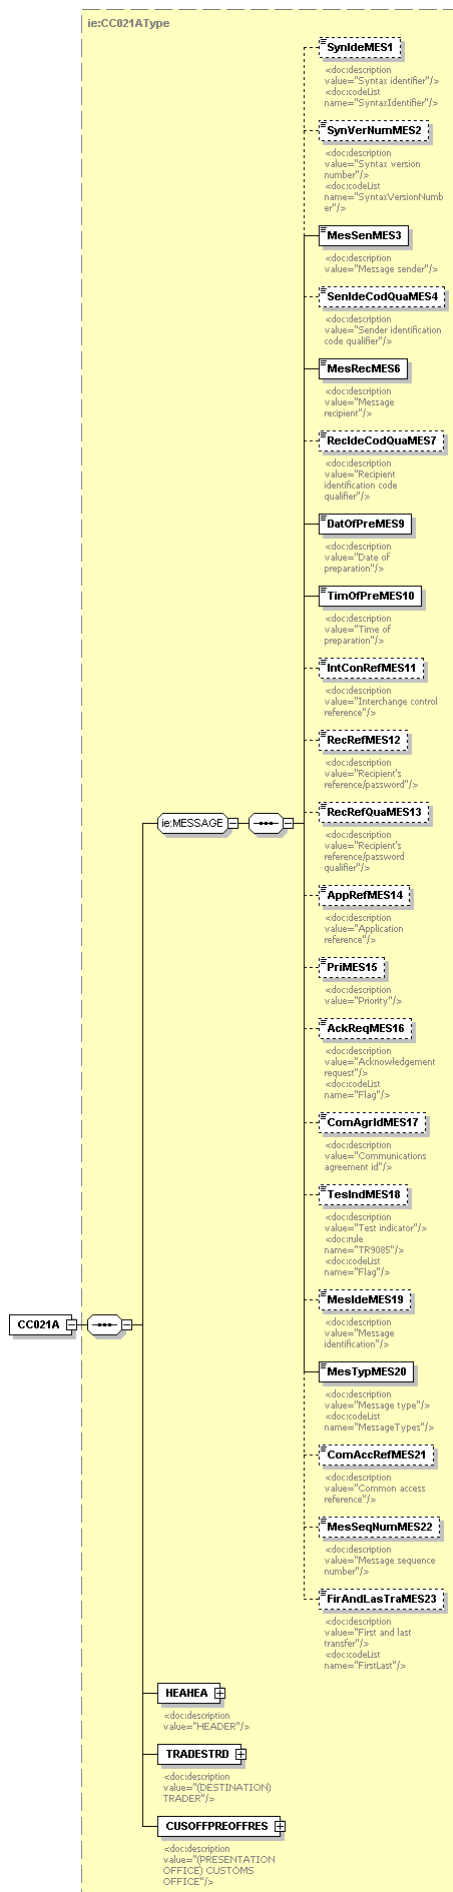 ie:CC021AType
SynIdeMES1
<doc:description
value="Syntax identifier"/>
<doc:codeList
name="SyntaxIdentifier"/>
SynVerNumMES2
<doc:description
value="Syntax version
number"/>
<doc:codeList
name="SyntaxVersionNumb
er"/>
MesSenMES3
<doc:description
value="Message sender"/>
SenIdeCodQuaMES4
<doc:description
value="Sender identification
code qualifier"/>
MesRecMES6
<doc:description
value="Message
recipient"/>
RecIdeCodQuaMES7
<doc:description
value="Recipient
identification code
qualifier"/>
DatOfPreMES9
<doc:description
value="Date of
preparation"/>
TimOfPreMES10
<doc:description
value="Time of
preparation"/>
IntConRefMES11
<doc:description
value="Interchange control
reference"/>
RecRefMES12
<doc:description
value="Recipient's
reference/password"/>
RecRefQuaMES13
<doc:description
value="Recipient's
reference/password
qualifier"/>
ie:MESSAGE
AppRefMES14
<doc:description
value="Application
reference"/>
PriMES15
<doc:description
value="Priority"/>
AckReqMES16
<doc:description
value="Acknowledgement
request"/>
<doc:codeList
name="Flag"/>
ComAgrIdMES17
<doc:description
value="Communications
agreement id"/>
TesIndMES18
<doc:description
value="Test indicator"/>
<doc:rule
name="TR9085"/>
<doc:codeList
name="Flag"/>
MesIdeMES19
<doc:description
value="Message
identification"/>
CC021A
MesTypMES20
<doc:description
value="Message type"/>
<doc:codeList
name="MessageTypes"/>
ComAccRefMES21
<doc:description
value="Common access
reference"/>
MesSeqNumMES22
<doc:description
value="Message sequence
number"/>
FirAndLasTraMES23
<doc:description
value="First and last
transfer"/>
<doc:codeList
name="FirstLast"/>
HEAHEA
<doc:description
value="HEADER"/>
TRADESTRD
<doc:description
value="(DESTINATION)
TRADER"/>
CUSOFFPREOFFRES
<doc:description
value="(PRESENTATION
OFFICE) CUSTOMS
OFFICE"/>